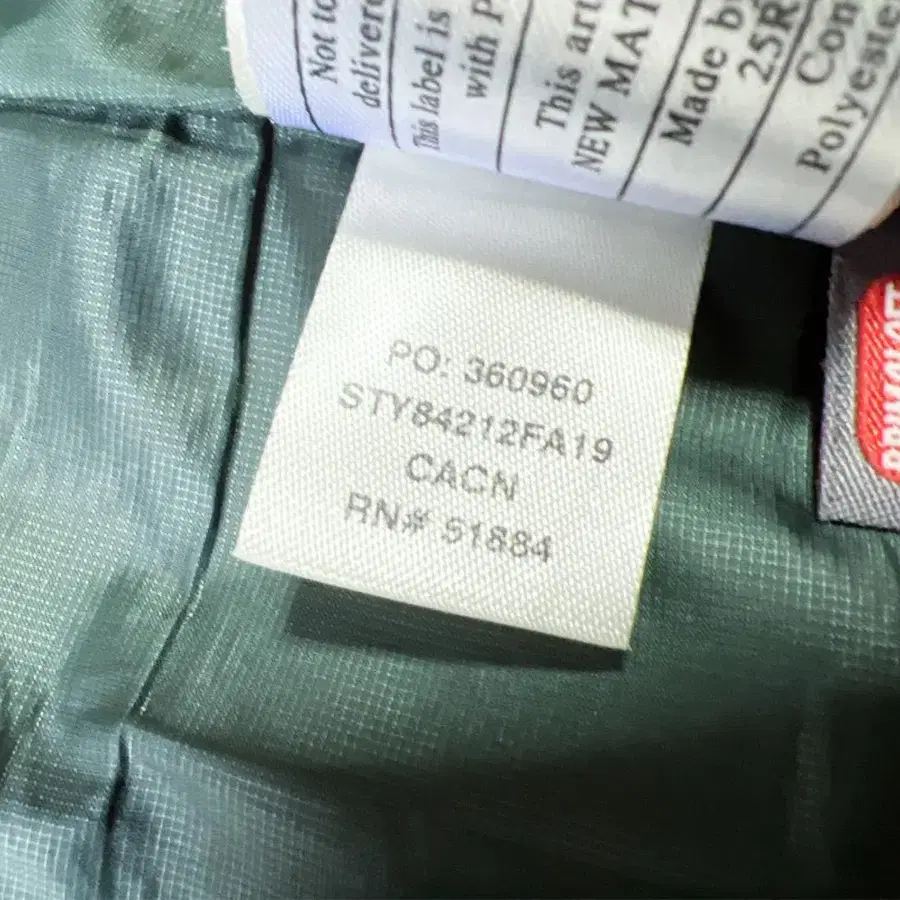 Not to
delivere
This label is
with P
This art
NEW MAT
Made b
25R
Con
Polyeste
PO: 360960
STY84212FA19
CACN
RN# 51884
PRIMALOFT